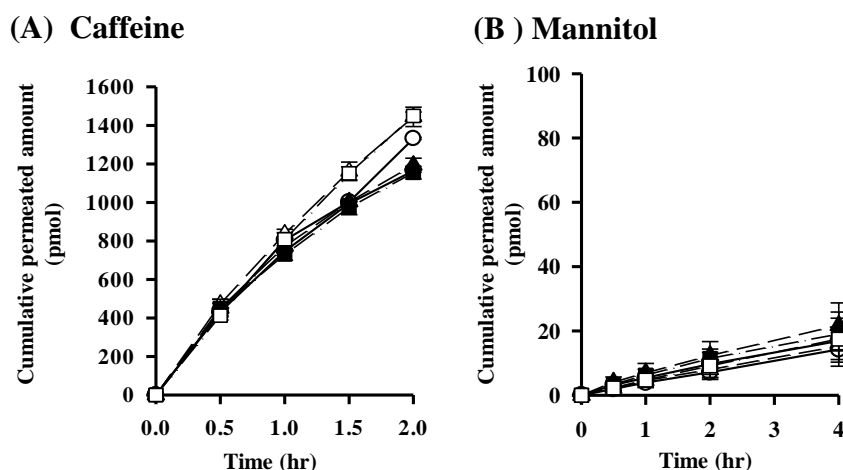 (A) Caffeine
Cumulative permeated amount
(pmol)
1600
1400
1200
1000
800
600
400
200
0
0.0 0.5 1.0 1.5 2.0
Time (hr)
(B ) Mannitol
Cumulative permeated amount
(pmol)
100
80
60
40
20
0
0 1 2 3 4
Time (hr)